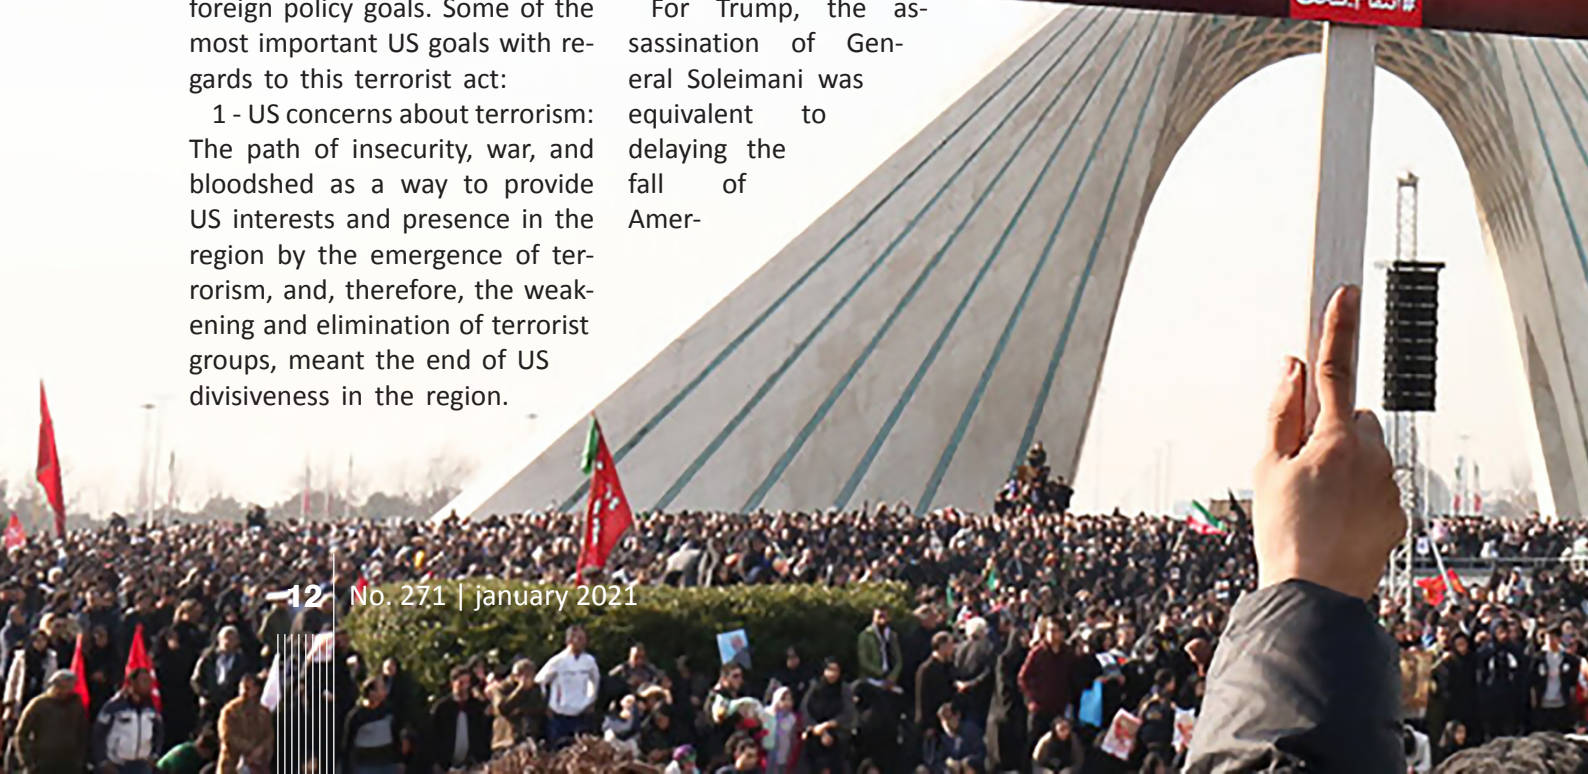 foreign policy goals. Some of the
most important US goals with re-
gards to this terrorist act:
1 - US concerns about terrorism:
The path of insecurity, war, and
bloodshed as a way to provide
US interests and presence in the
region by the emergence of ter-
rorism, and, therefore, the weak-
ening and elimination of terrorist
groups, meant the end of US
divisiveness in the region.
For Trump, the as-
sassination of Gen-
eral Soleimani was
equivalent to
delaying the
fall of
Amer-
12 No. 271 | january 2021